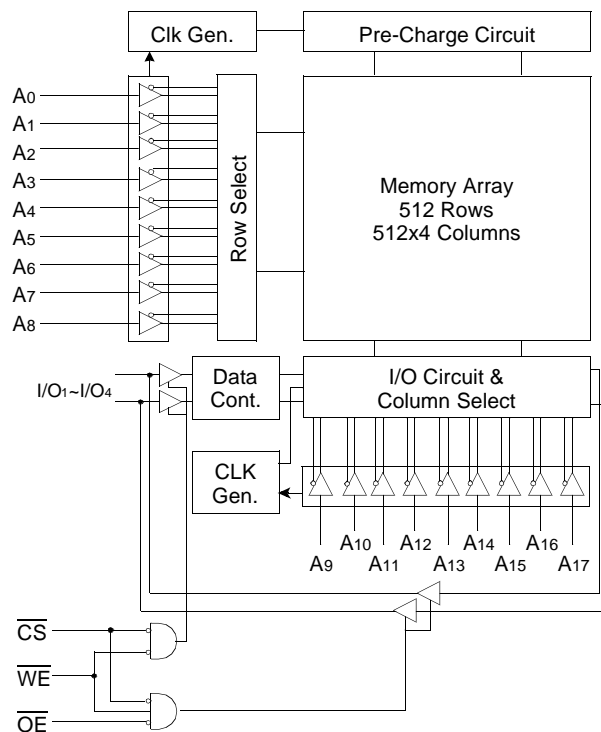 Clk Gen.
Pre-Charge Circuit
A0
A1
A2
A3
A4
A5
A6
A7
A8
Row Select
Memory Array
512 Rows
512x4 Columns
I/O1~I/O4
Data
Cont.
I/O Circuit &
Column Select
CLK
Gen.
A9
A10
A11
A12
A13
A14
A15
A16
A17
CS
WE
OE